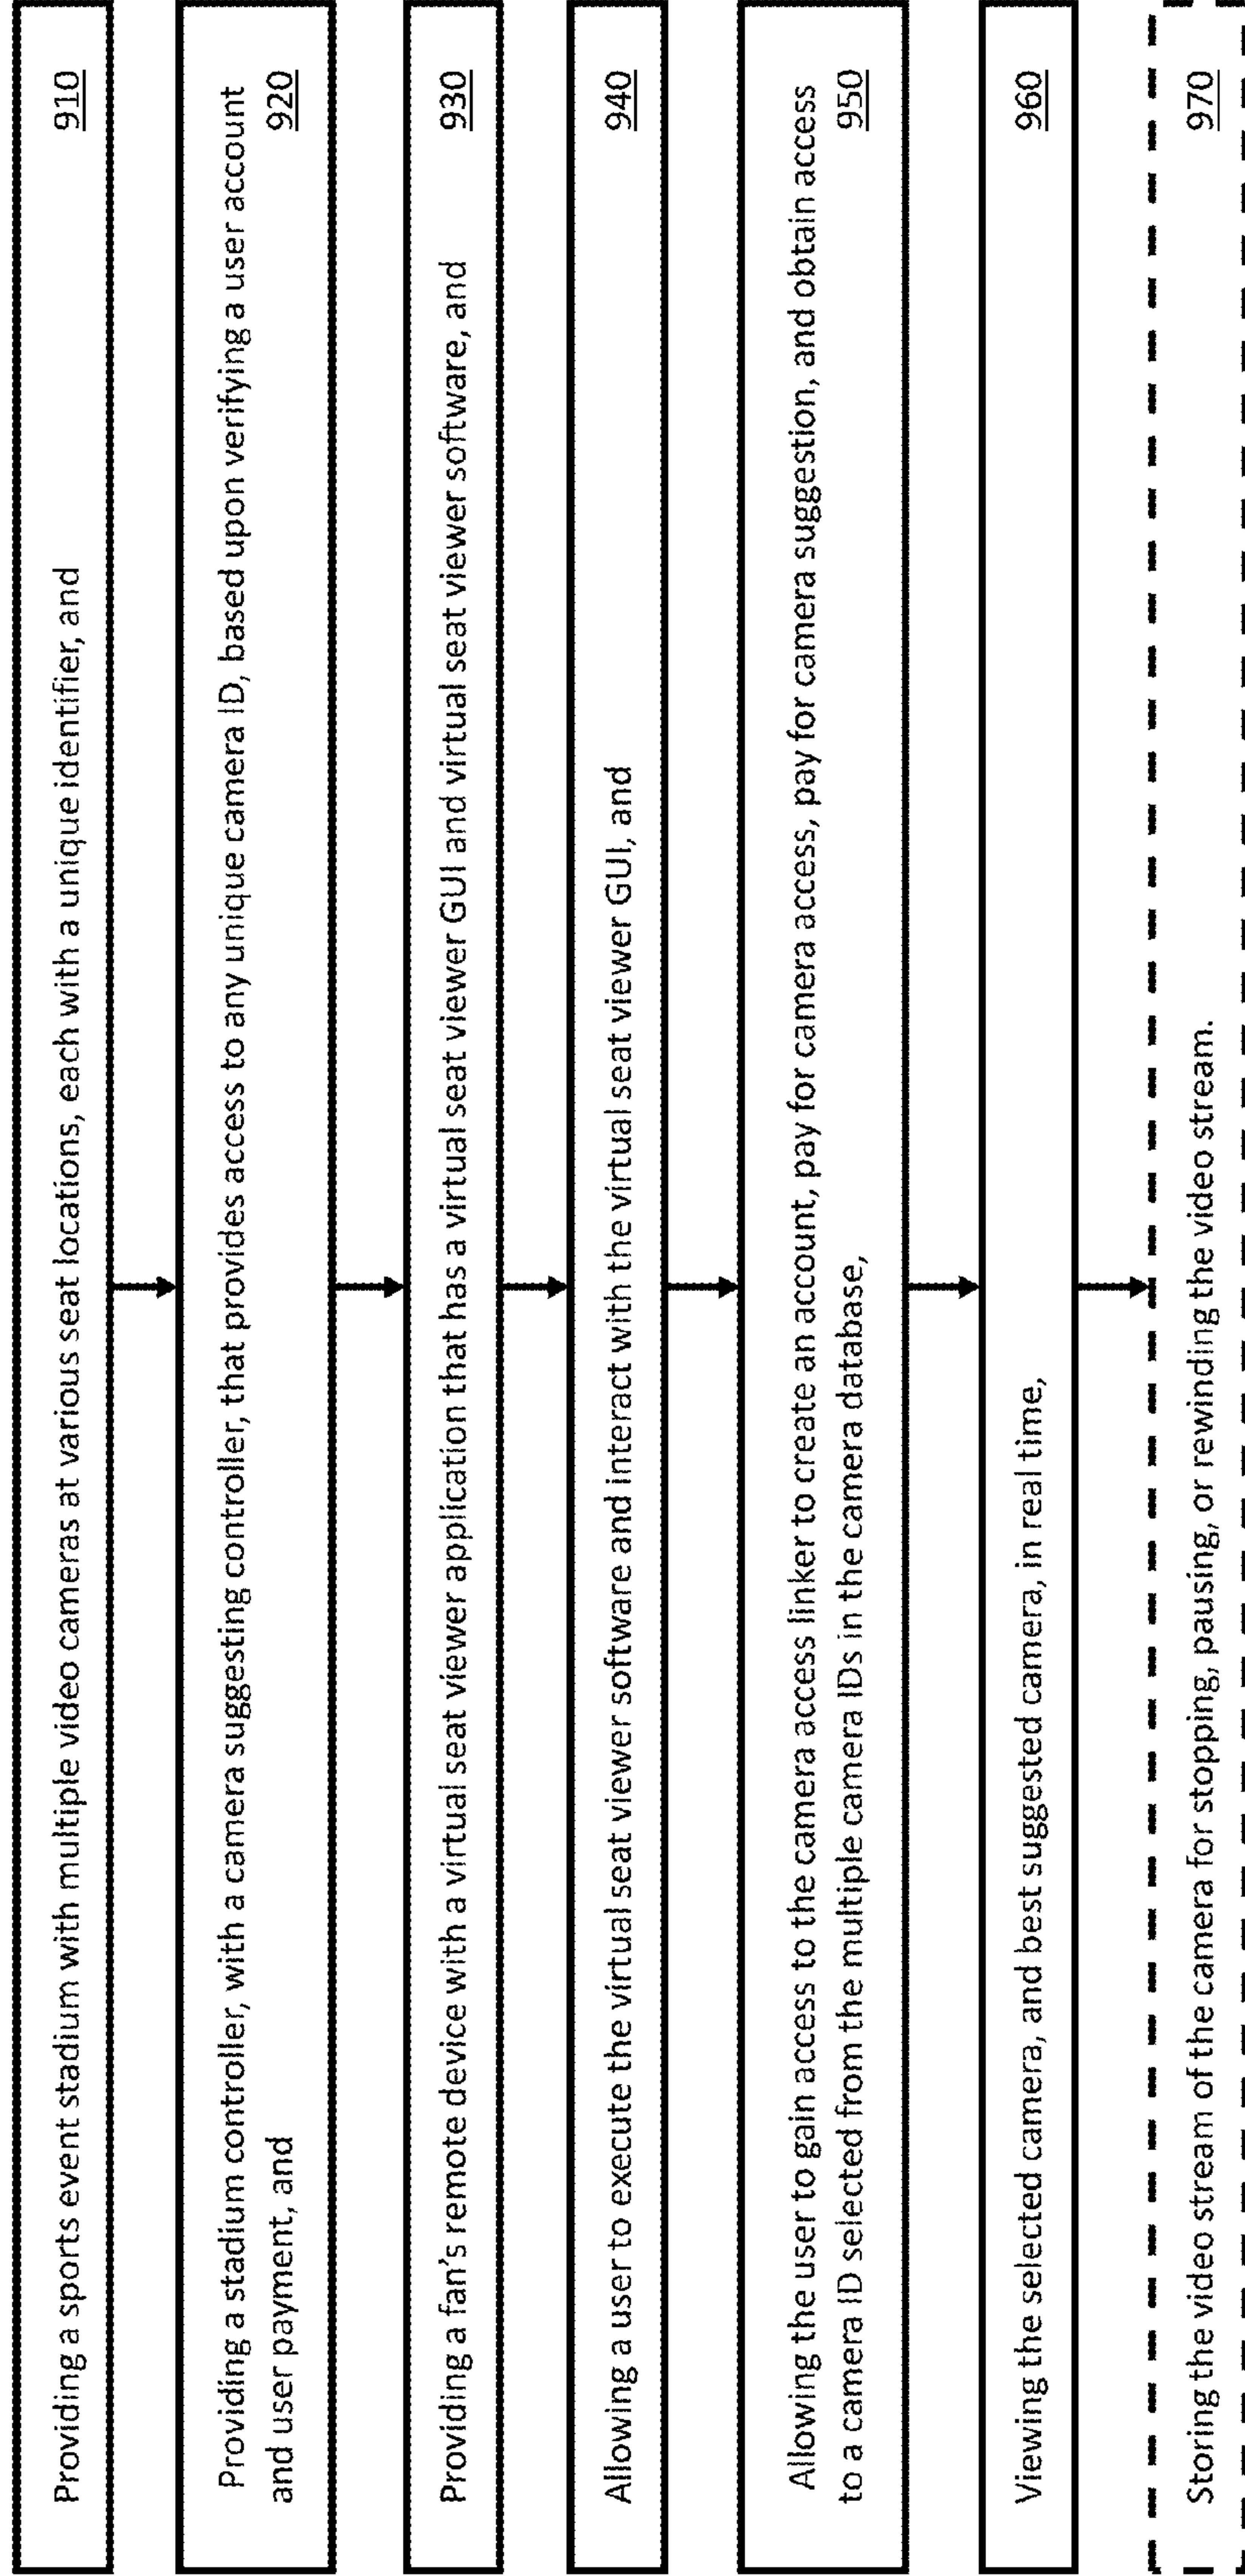 Providing a sports event stadium with multiple video cameras at various seat locations, each with a unique identifier, and
910
Providing a stadium controller, with a camera suggesting controller, that provides access to any unique camera ID, based upon verifying a user account
and user payment, and
920
Providing a fan's remote device with a virtual seat viewer application that has a virtual seat viewer GUI and virtual seat viewer software, and
930
Allowing a user to execute the virtual seat viewer software and interact with the virtual seat viewer GUI, and
940
Allowing the user to gain access to the camera access linker to create an account, pay for camera access, pay for camera suggestion, and obtain access
to a camera ID selected from the multiple camera IDs in the camera database,
950
Viewing the selected camera, and best suggested camera, in real time,
960
Storing the video stream of the camera for stopping, pausing, or rewinding the video stream.
970